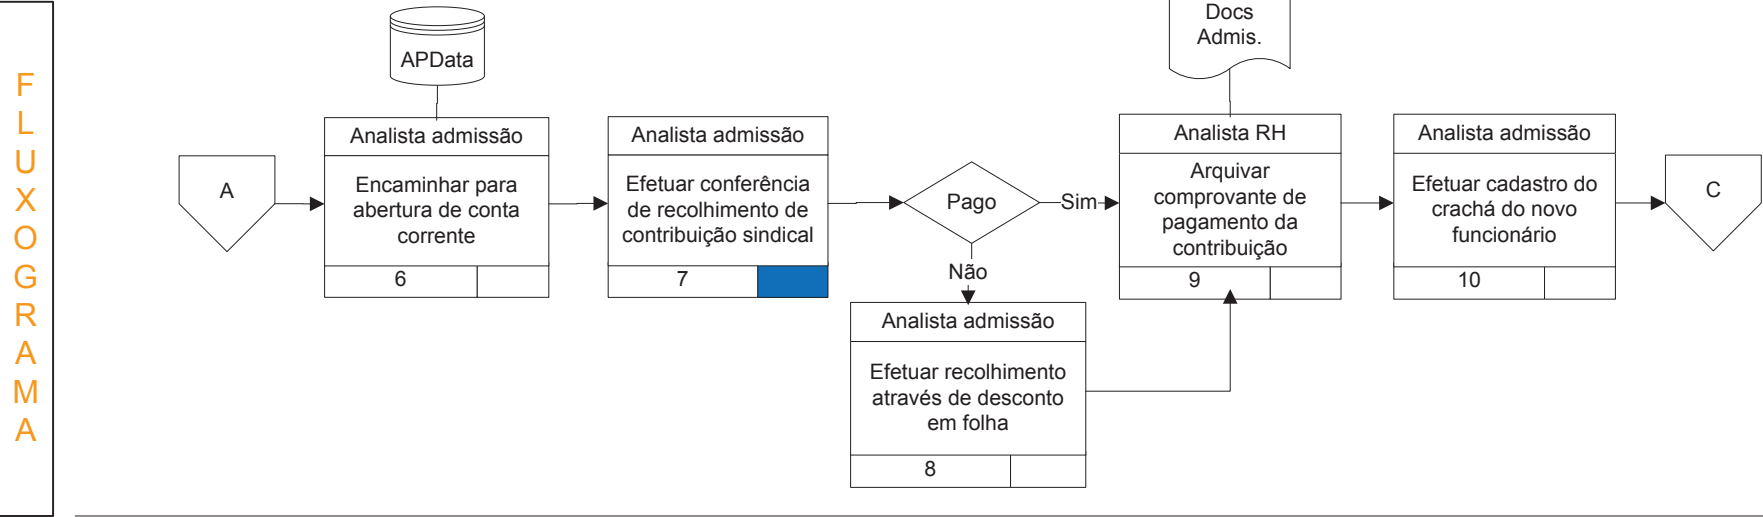 F
L
U
X
O
G
R
A
M
A
APData
Docs
Admis.
A
Analista admissão
Encaminhar para
abertura de conta
corrente
6
Analista admissão
Efetuar conferência
de recolhimento de
contribuição sindical
7
Pago
Sim
Não
Analista admissão
Efetuar recolhimento
através de desconto
em folha
8
Analista RH
Arquivar
comprovante de
pagamento da
contribuição
9
Analista admissão
Efetuar cadastro do
crachá do novo
funcionário
10
C